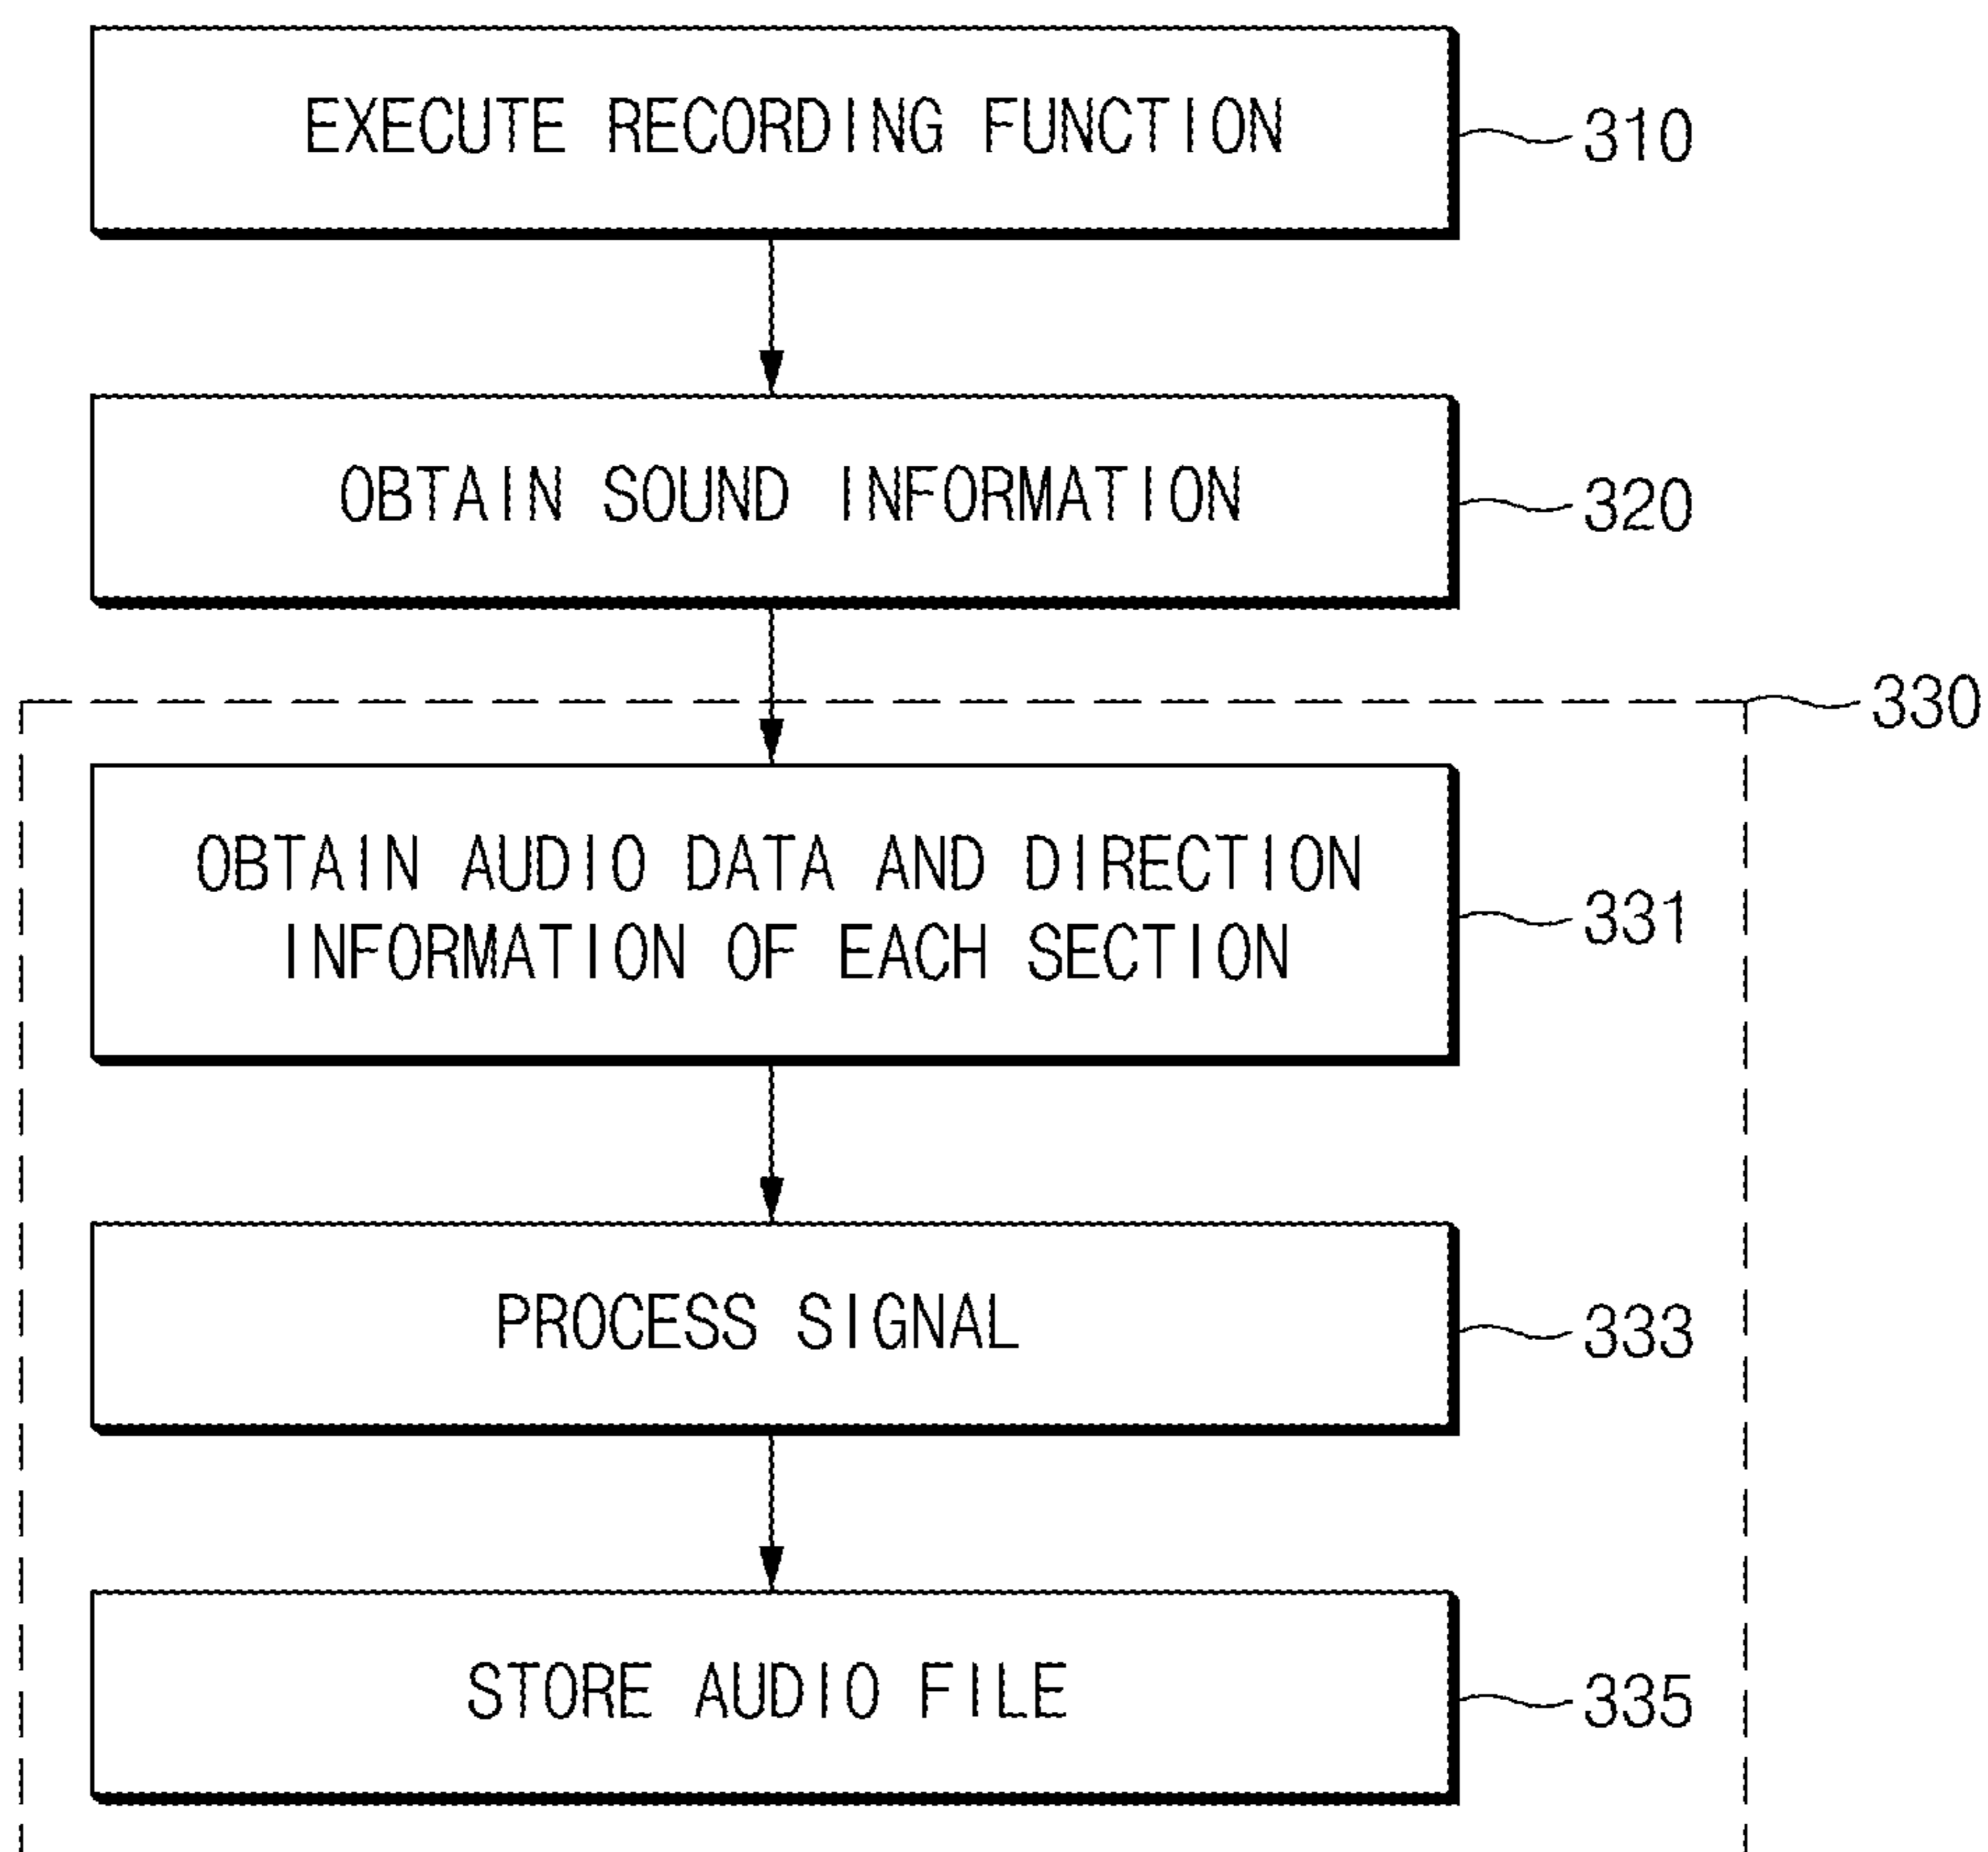 EXECUTE RECORDING FUNCTION
310
OBTAIN SOUND INFORMATION
320
330
OBTAIN AUDIO DATA AND DIRECTION
INFORMATION OF EACH SECTION
331
PROCESS SIGNAL
333
STORE AUDIO FILE
335